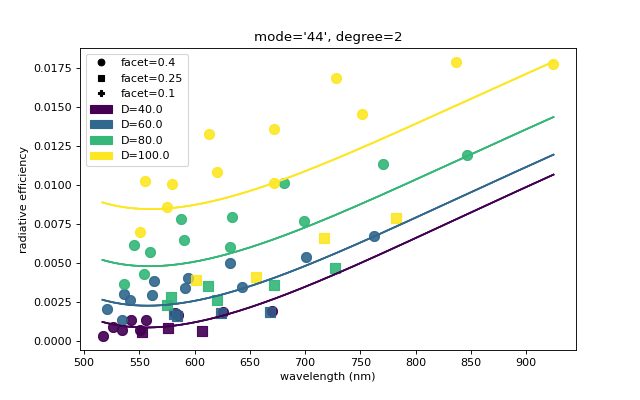 mode='44', degree=2
facet=0.4
facet=0.25
facet=0.1
D=40.0
D=60.0
D=80.0
D=100.0
radiative efficiency
0.0175
0.0150
0.0125
0.0100
0.0075
0.0050
0.0025
0.0000
500 550 600 650 700 750 800 850 900
wavelength (nm)